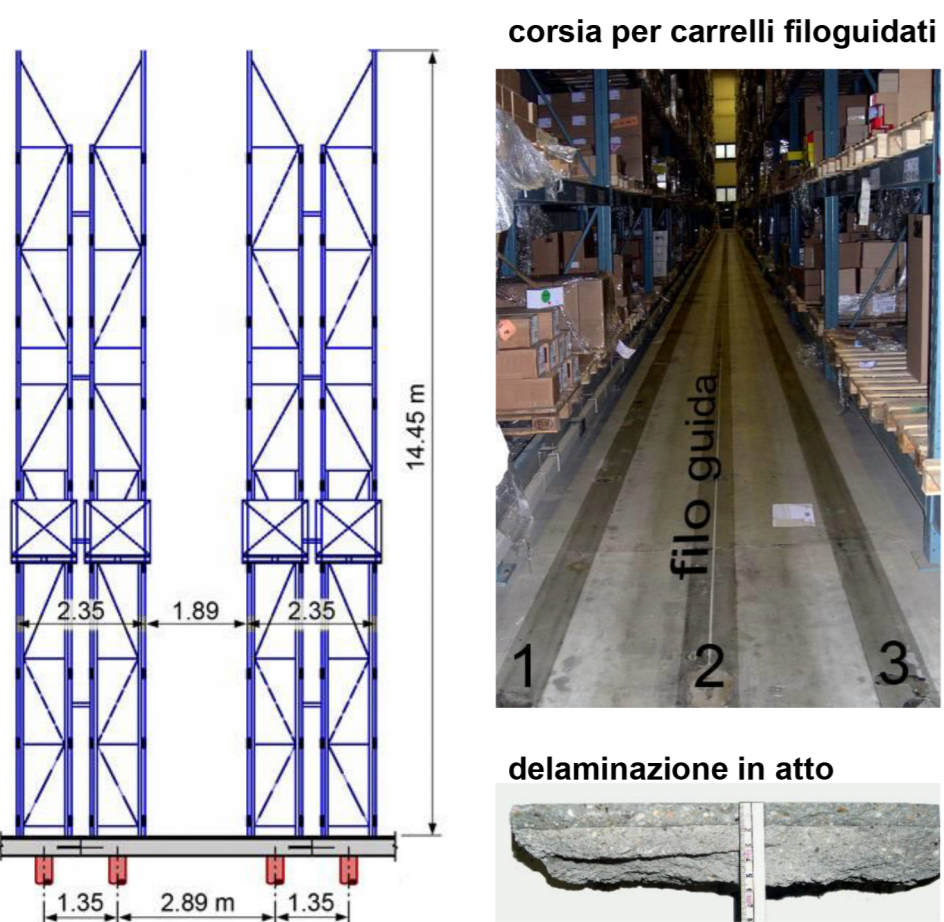 corsia per carrelli filoguidati
14.45 m
2.35
1.89
2.35
filo guida
1
2
3
delaminazione in atto
1.35
2.89 m
1.35